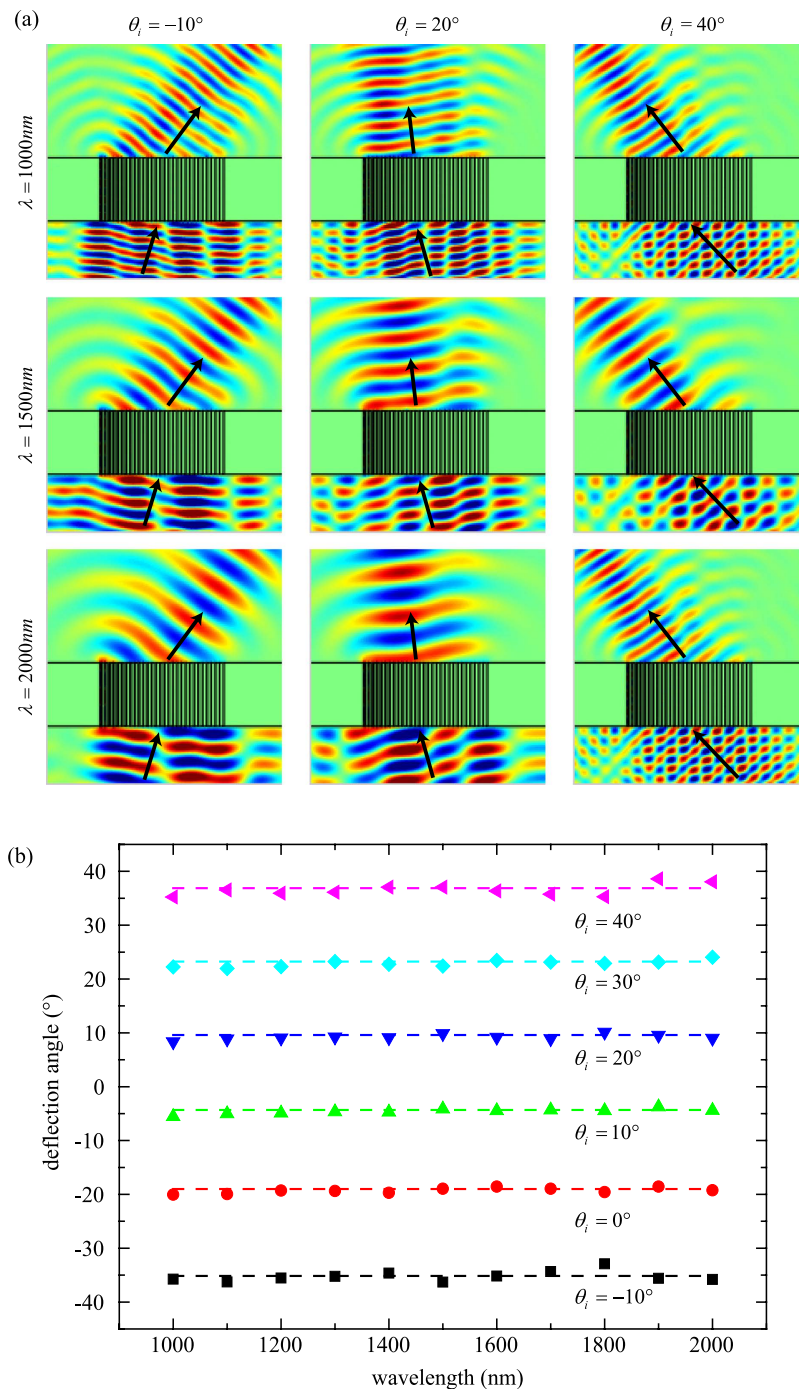 (a)
θi = −10°
θi = 20°
θi = 40°
λ = 1000nm
λ = 1500nm
λ = 2000nm
(b)
40
30
20
10
0
-10
-20
-30
-40
deflection angle (°)
θi = 40°
θi = 30°
θi = 20°
θi = 10°
θi = 0°
θi = −10°
1000 1200 1400 1600 1800 2000
wavelength (nm)